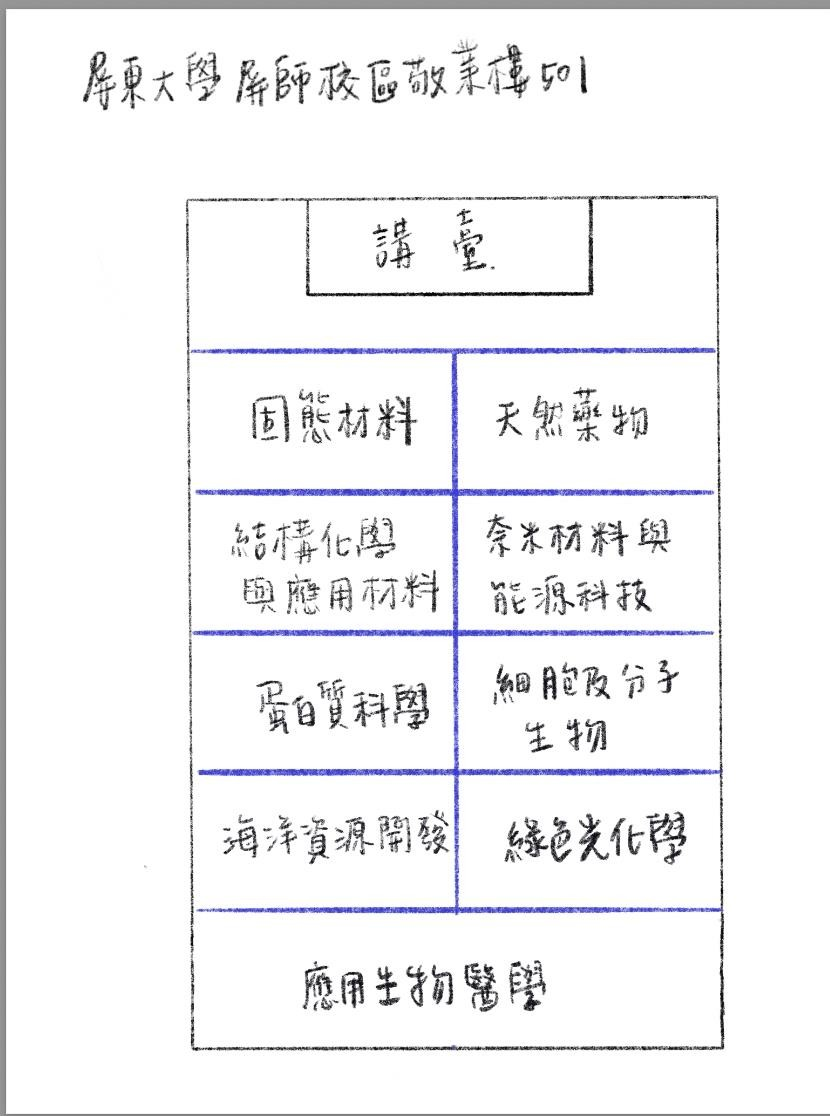 屏東大學屏師校區敬業樓501
講臺
固態材料
天然藥物
結構化學
與應用材料
奈米材料與
能源科技
蛋白質科學
細胞及分子
生物
海洋資源開發
綠色光化學
應用生物醫學